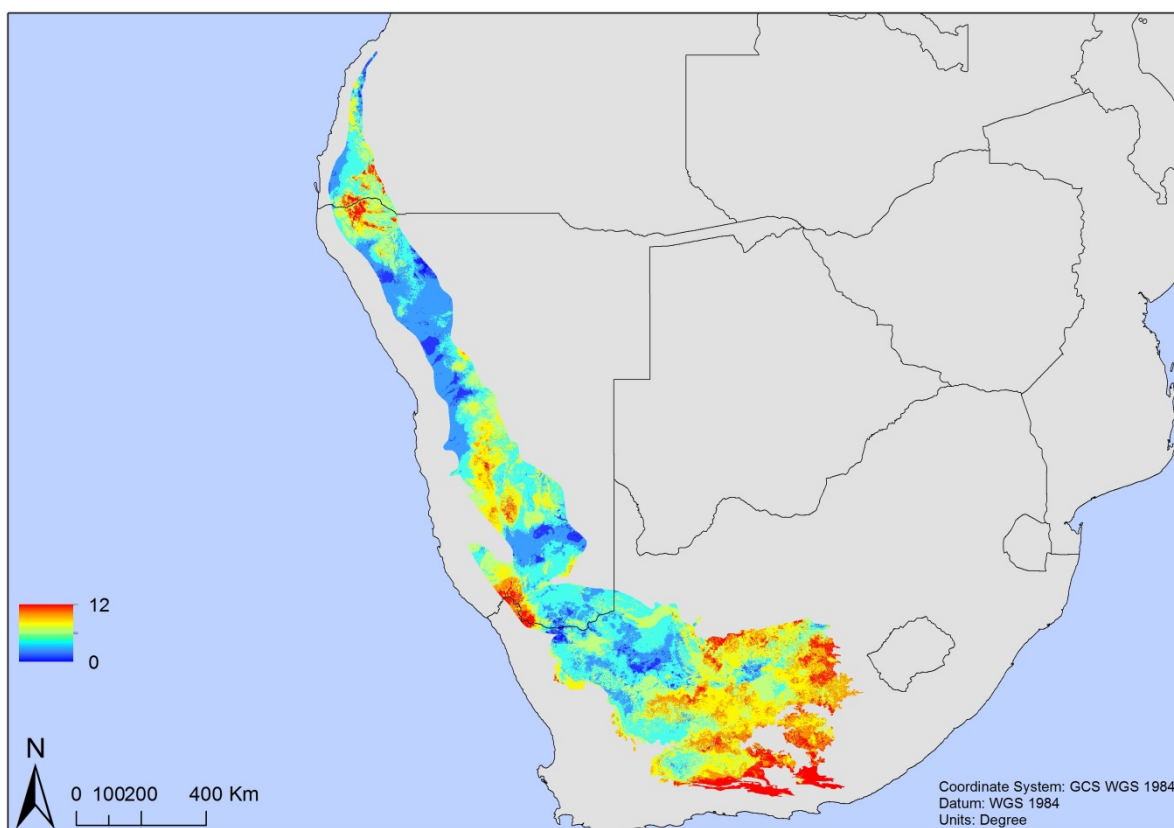 12
0
N
0 100200 400 Km
Coordinate System: GCS WGS 1984
Datum: WGS 1984
Units: Degree